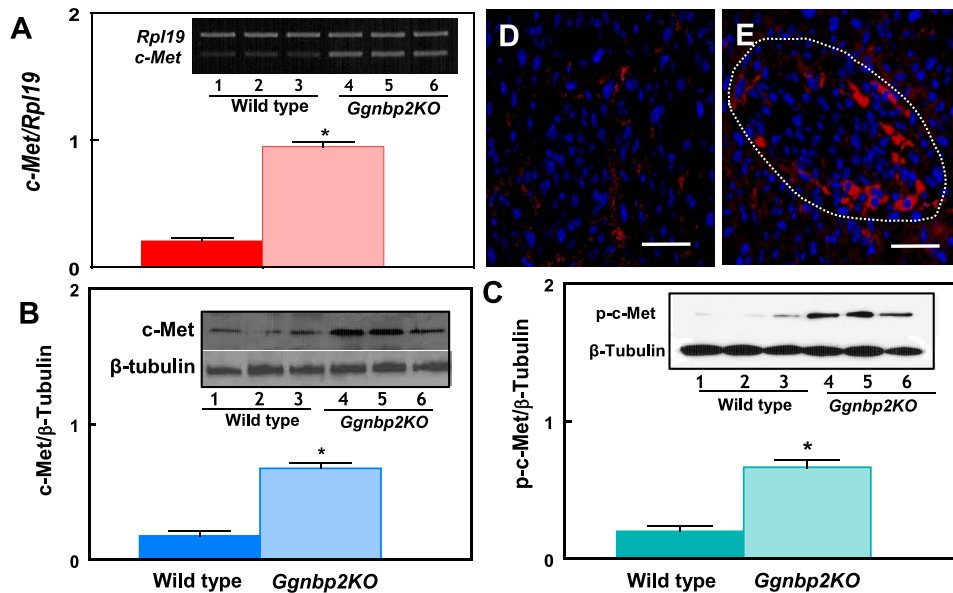 A
2
1
0
c-Met/Rpl19
Rpl19
c-Met
1 2 3 4 5 6
Wild type Ggnbp2KO
*
D
E
B
2
1
0
c-Met/β-Tubulin
c-Met
β-tubulin
1 2 3 4 5 6
Wild type Ggnbp2KO
*
Wild type Ggnbp2KO
C
2
1
0
p-c-Met/β-Tubulin
p-c-Met
β-Tubulin
1 2 3 4 5 6
Wild type Ggnbp2KO
*
Wild type Ggnbp2KO